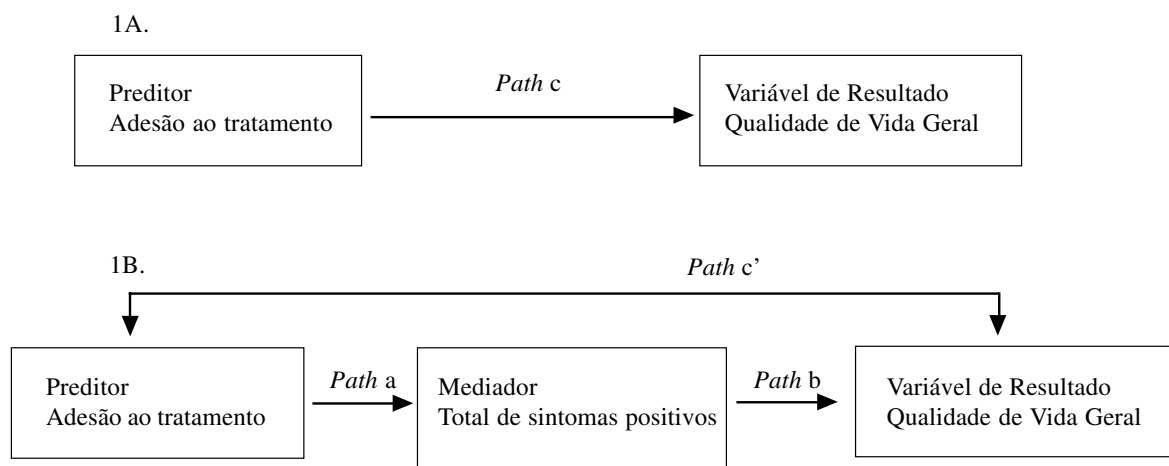 1A.
Preditor
Adesão ao tratamento
Path c
Variável de Resultado
Qualidade de Vida Geral
1B.
Path c’
Preditor
Adesão ao tratamento
Path a
Mediador
Total de sintomas positivos
Path b
Variável de Resultado
Qualidade de Vida Geral